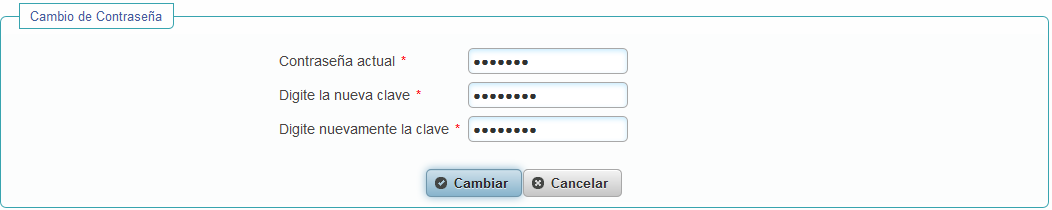 Cambio de Contraseña
Contraseña actual * •••••••
Digite la nueva clave * ••••••••
Digite nuevamente la clave * ••••••••
Cambiar Cancelar